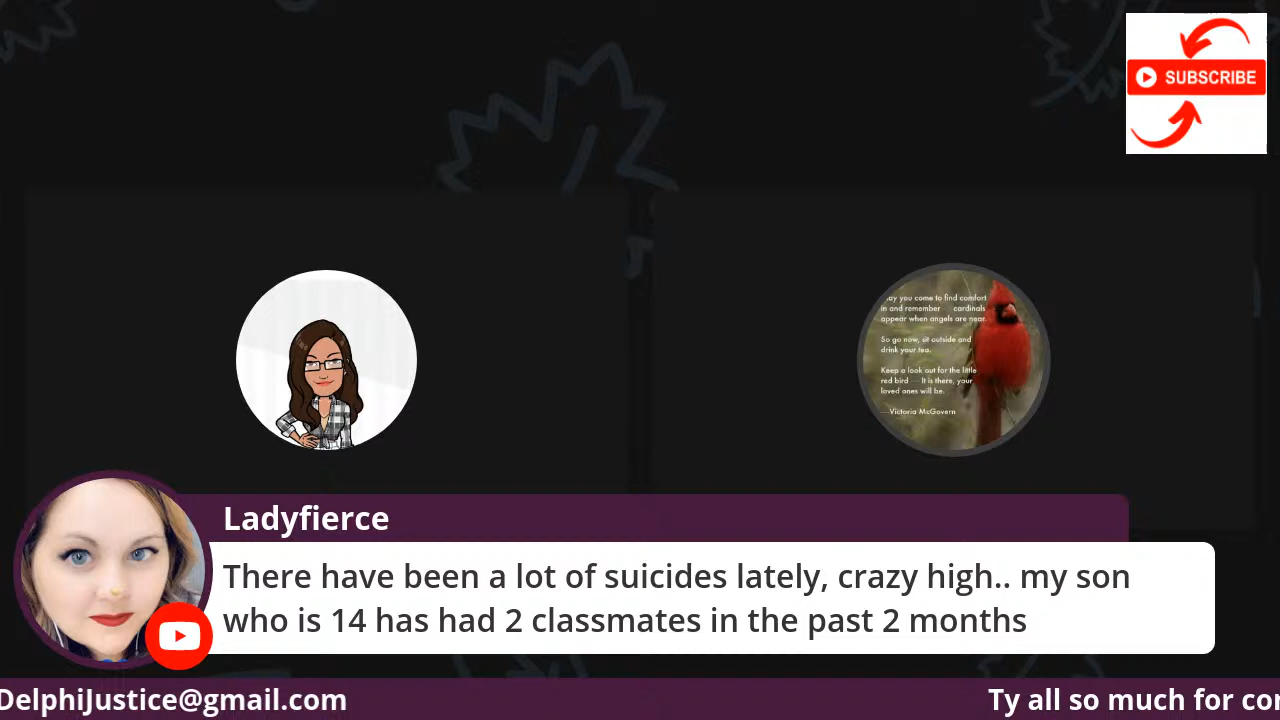 SUBSCRIBE
ay you come to find comfort
in and remember cardinals
appear when angels are near.
So go now, sit outside and
drink your tea.
Keep a look out for the little
red bird — It is there, your
loved ones will be.
—Victoria McGovern
Ladyfierce
There have been a lot of suicides lately, crazy high.. my son
who is 14 has had 2 classmates in the past 2 months
DelphiJustice@gmail.com
Ty all so much for cor